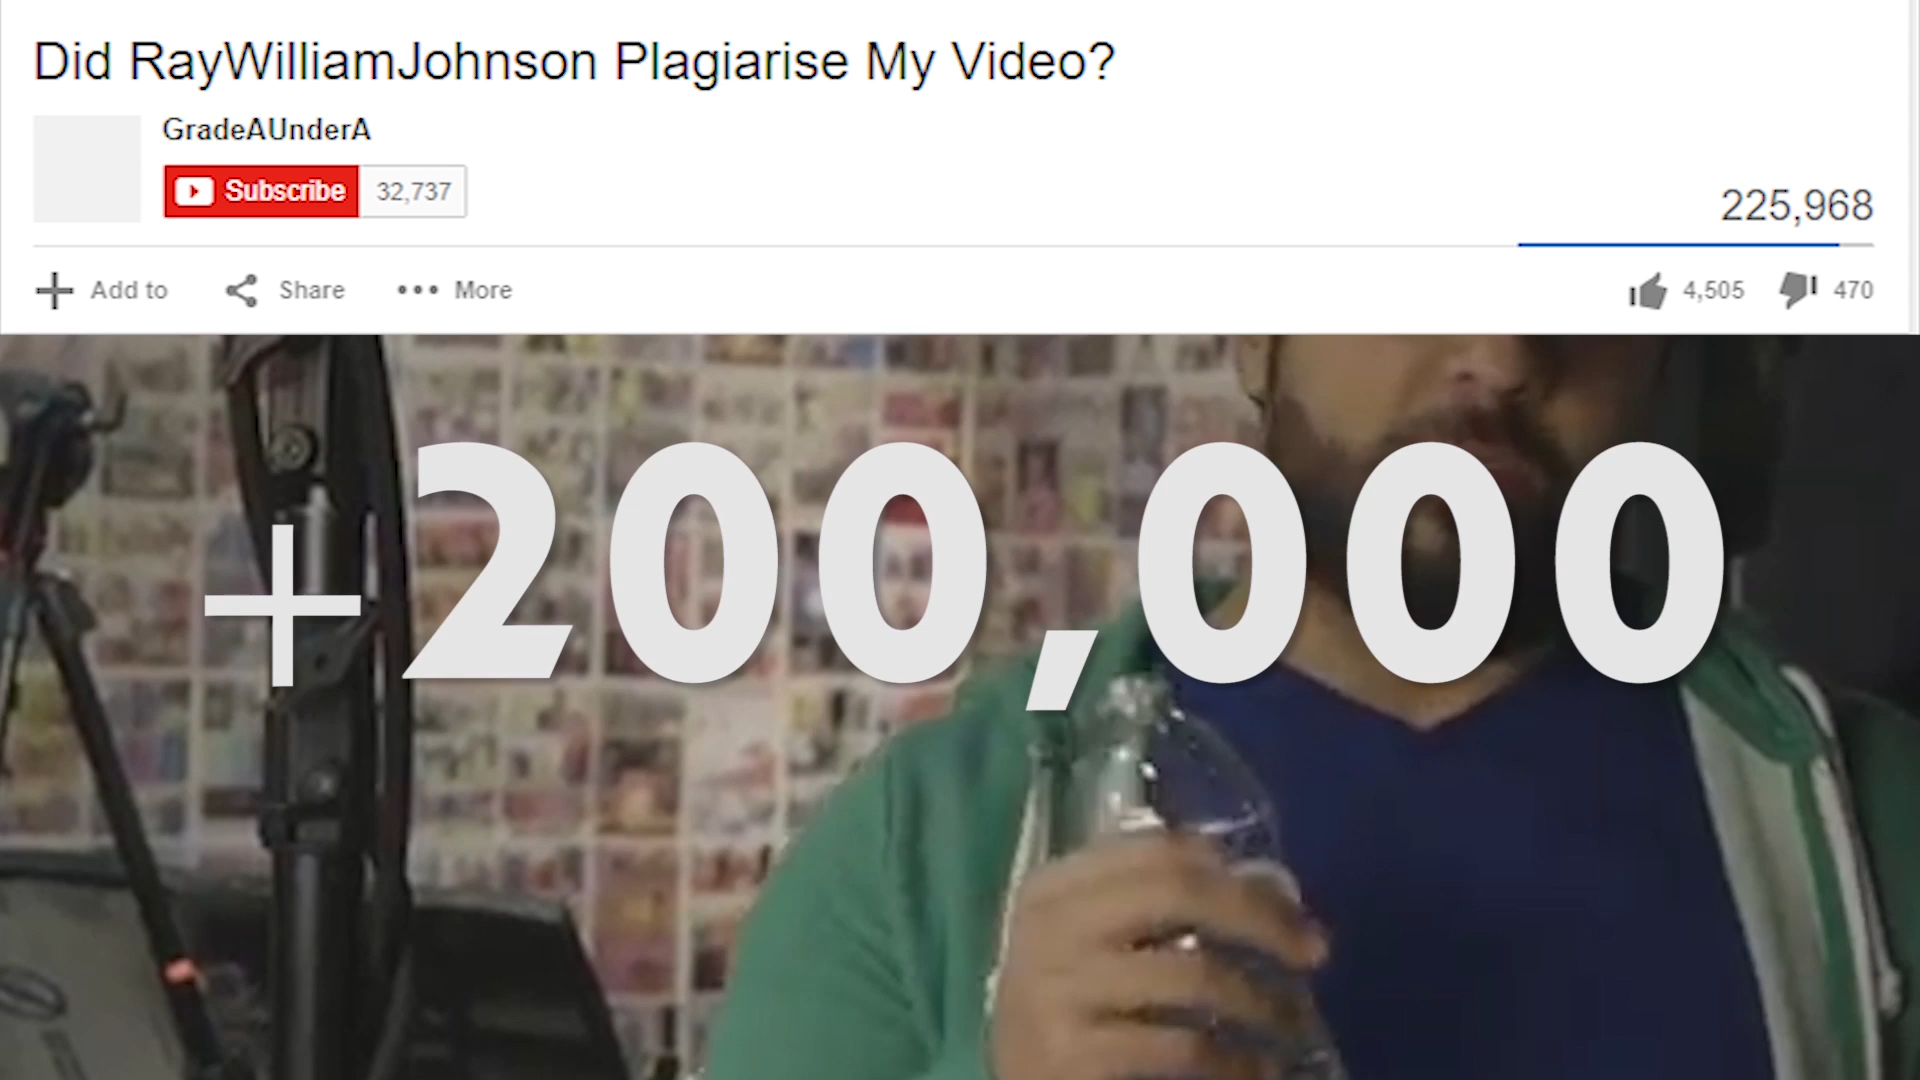 Did RayWilliamJohnson Plagiarise My Video?
GradeAUnderA
Subscribe 32,737
225,968
Add to Share More 4,505 470
+200,000